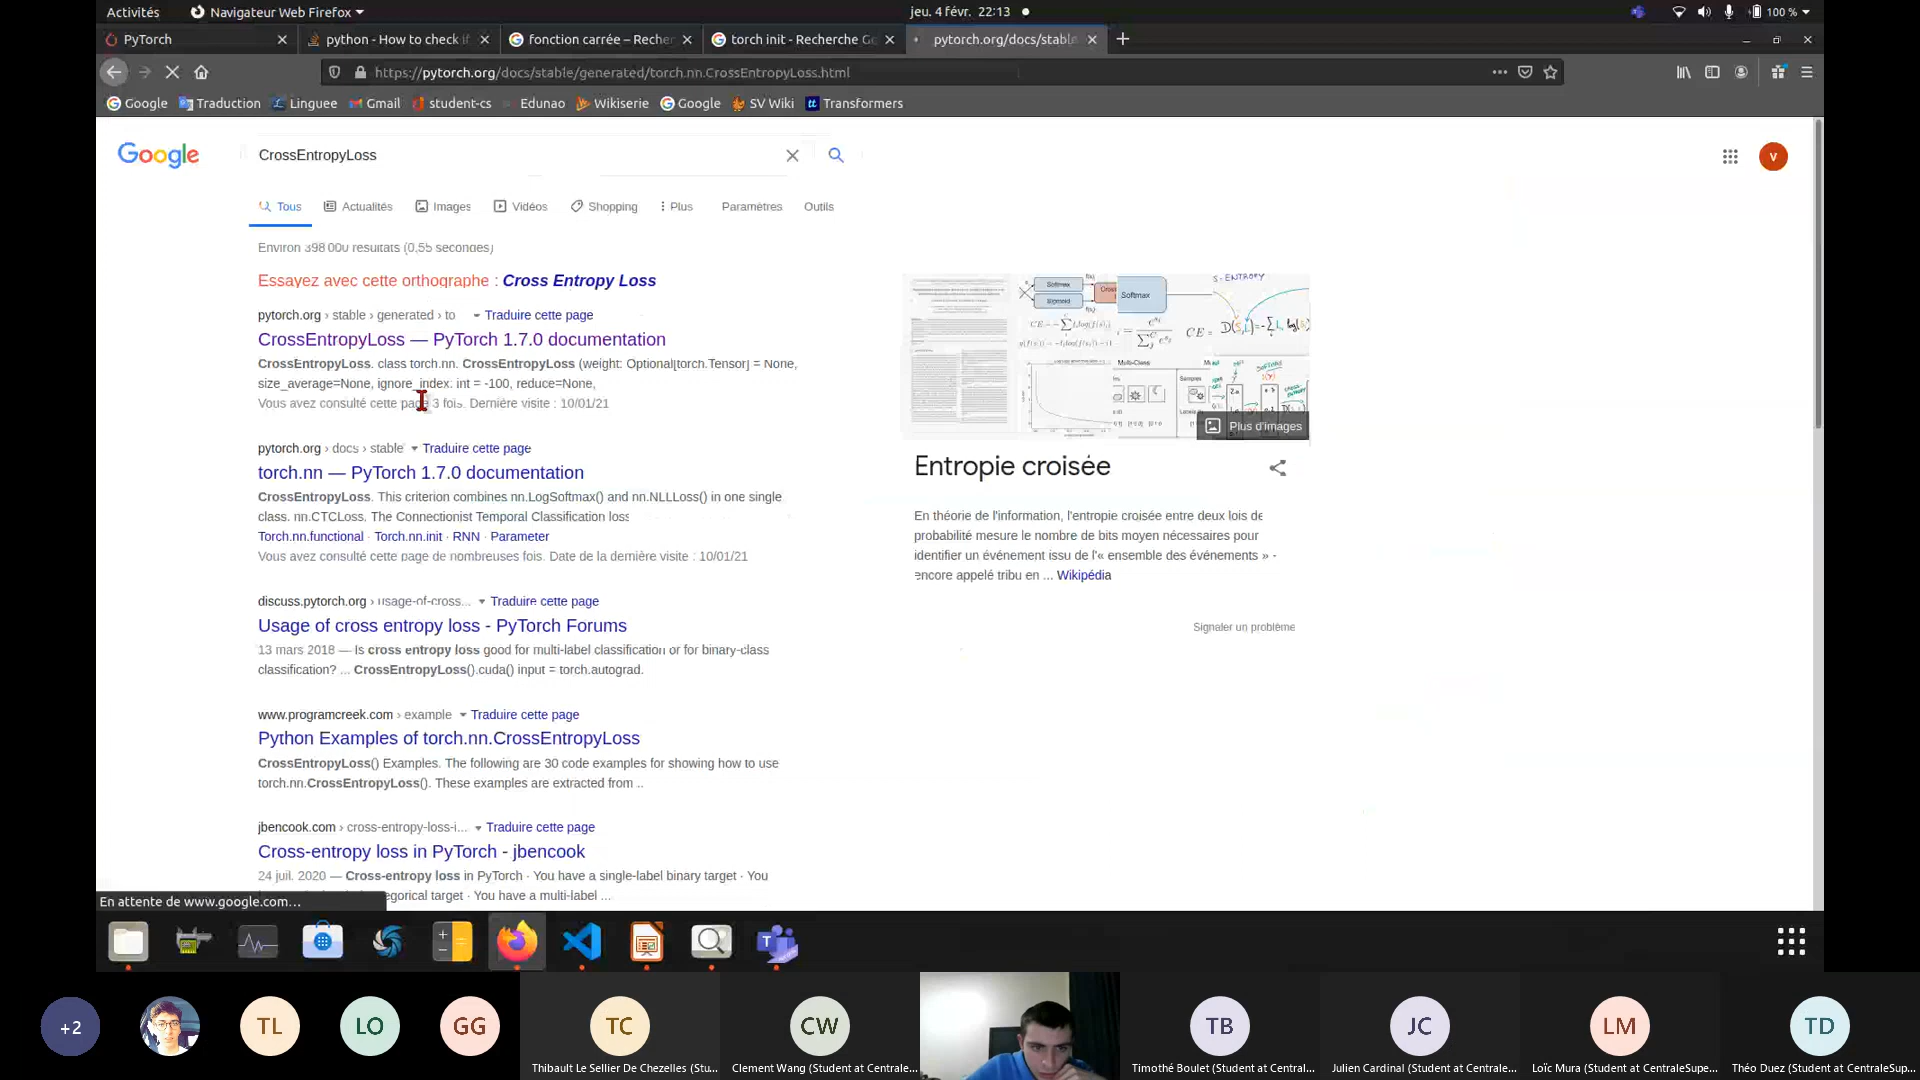 Activités
Navigateur Web Firefox
jeu. 4 févr. 22:13
100 %
PyTorch
python - How to check if
fonction carrée – Recher
torch init - Recherche Go
pytorch.org/docs/stable
https://pytorch.org/docs/stable/generated/torch.nn.CrossEntropyLoss.html
Google
Traduction
Linguee
Gmail
student-cs
Edunao
Wikiserie
Google
SV Wiki
Transformers
Google
CrossEntropyLoss
V
Tous
Actualités
Images
Vidéos
Shopping
Plus
Paramètres
Outils
Environ 398 000 résultats (0,55 secondes)
Essayez avec cette orthographe : Cross Entropy Loss
pytorch.org › stable › generated › to
Traduire cette page
CrossEntropyLoss — PyTorch 1.7.0 documentation
CrossEntropyLoss. class torch.nn. CrossEntropyLoss (weight: Optional[torch.Tensor] = None,
size_average=None, ignore_index: int = -100, reduce=None,
Vous avez consulté cette page 3 fois. Dernière visite : 10/01/21
pytorch.org › docs › stable
Traduire cette page
torch.nn — PyTorch 1.7.0 documentation
CrossEntropyLoss. This criterion combines nn.LogSoftmax() and nn.NLLLoss() in one single
class. nn.CTCLoss. The Connectionist Temporal Classification loss
Torch.nn.functional · Torch.nn.init · RNN · Parameter
Vous avez consulté cette page de nombreuses fois. Date de la dernière visite : 10/01/21
discuss.pytorch.org › usage-of-cross...
Traduire cette page
Usage of cross entropy loss - PyTorch Forums
13 mars 2018 — Is cross entropy loss good for multi-label classification or for binary-class
classification? ... CrossEntropyLoss().cuda() input = torch.autograd.
www.programcreek.com › example
Traduire cette page
Python Examples of torch.nn.CrossEntropyLoss
CrossEntropyLoss() Examples. The following are 30 code examples for showing how to use
torch.nn.CrossEntropyLoss(). These examples are extracted from ..
jbencook.com › cross-entropy-loss-i...
Traduire cette page
Cross-entropy loss in PyTorch - jbencook
24 juil. 2020 — Cross-entropy loss in PyTorch · You have a single-label binary target · You
egorical target · You have a multi-label ...
En attente de www.google.com…
Softmax
Sigmoid
Softmax
S-ENTROPY
Multi-Class
Samples
Plus d'images
Entropie croisée
En théorie de l'information, l'entropie croisée entre deux lois de
probabilité mesure le nombre de bits moyen nécessaires pour
identifier un événement issu de l'« ensemble des événements » -
encore appelé tribu en ... Wikipédia
Signaler un problème
+2
TL
LO
GG
TC
CW
TB
JC
LM
TD
Thibault Le Sellier De Chezelles (Stu...
Clement Wang (Student at Centrale...
Timothé Boulet (Student at Central...
Julien Cardinal (Student at Centrale...
Loïc Mura (Student at CentraleSupe...
Théo Duez (Student at CentraleSup...